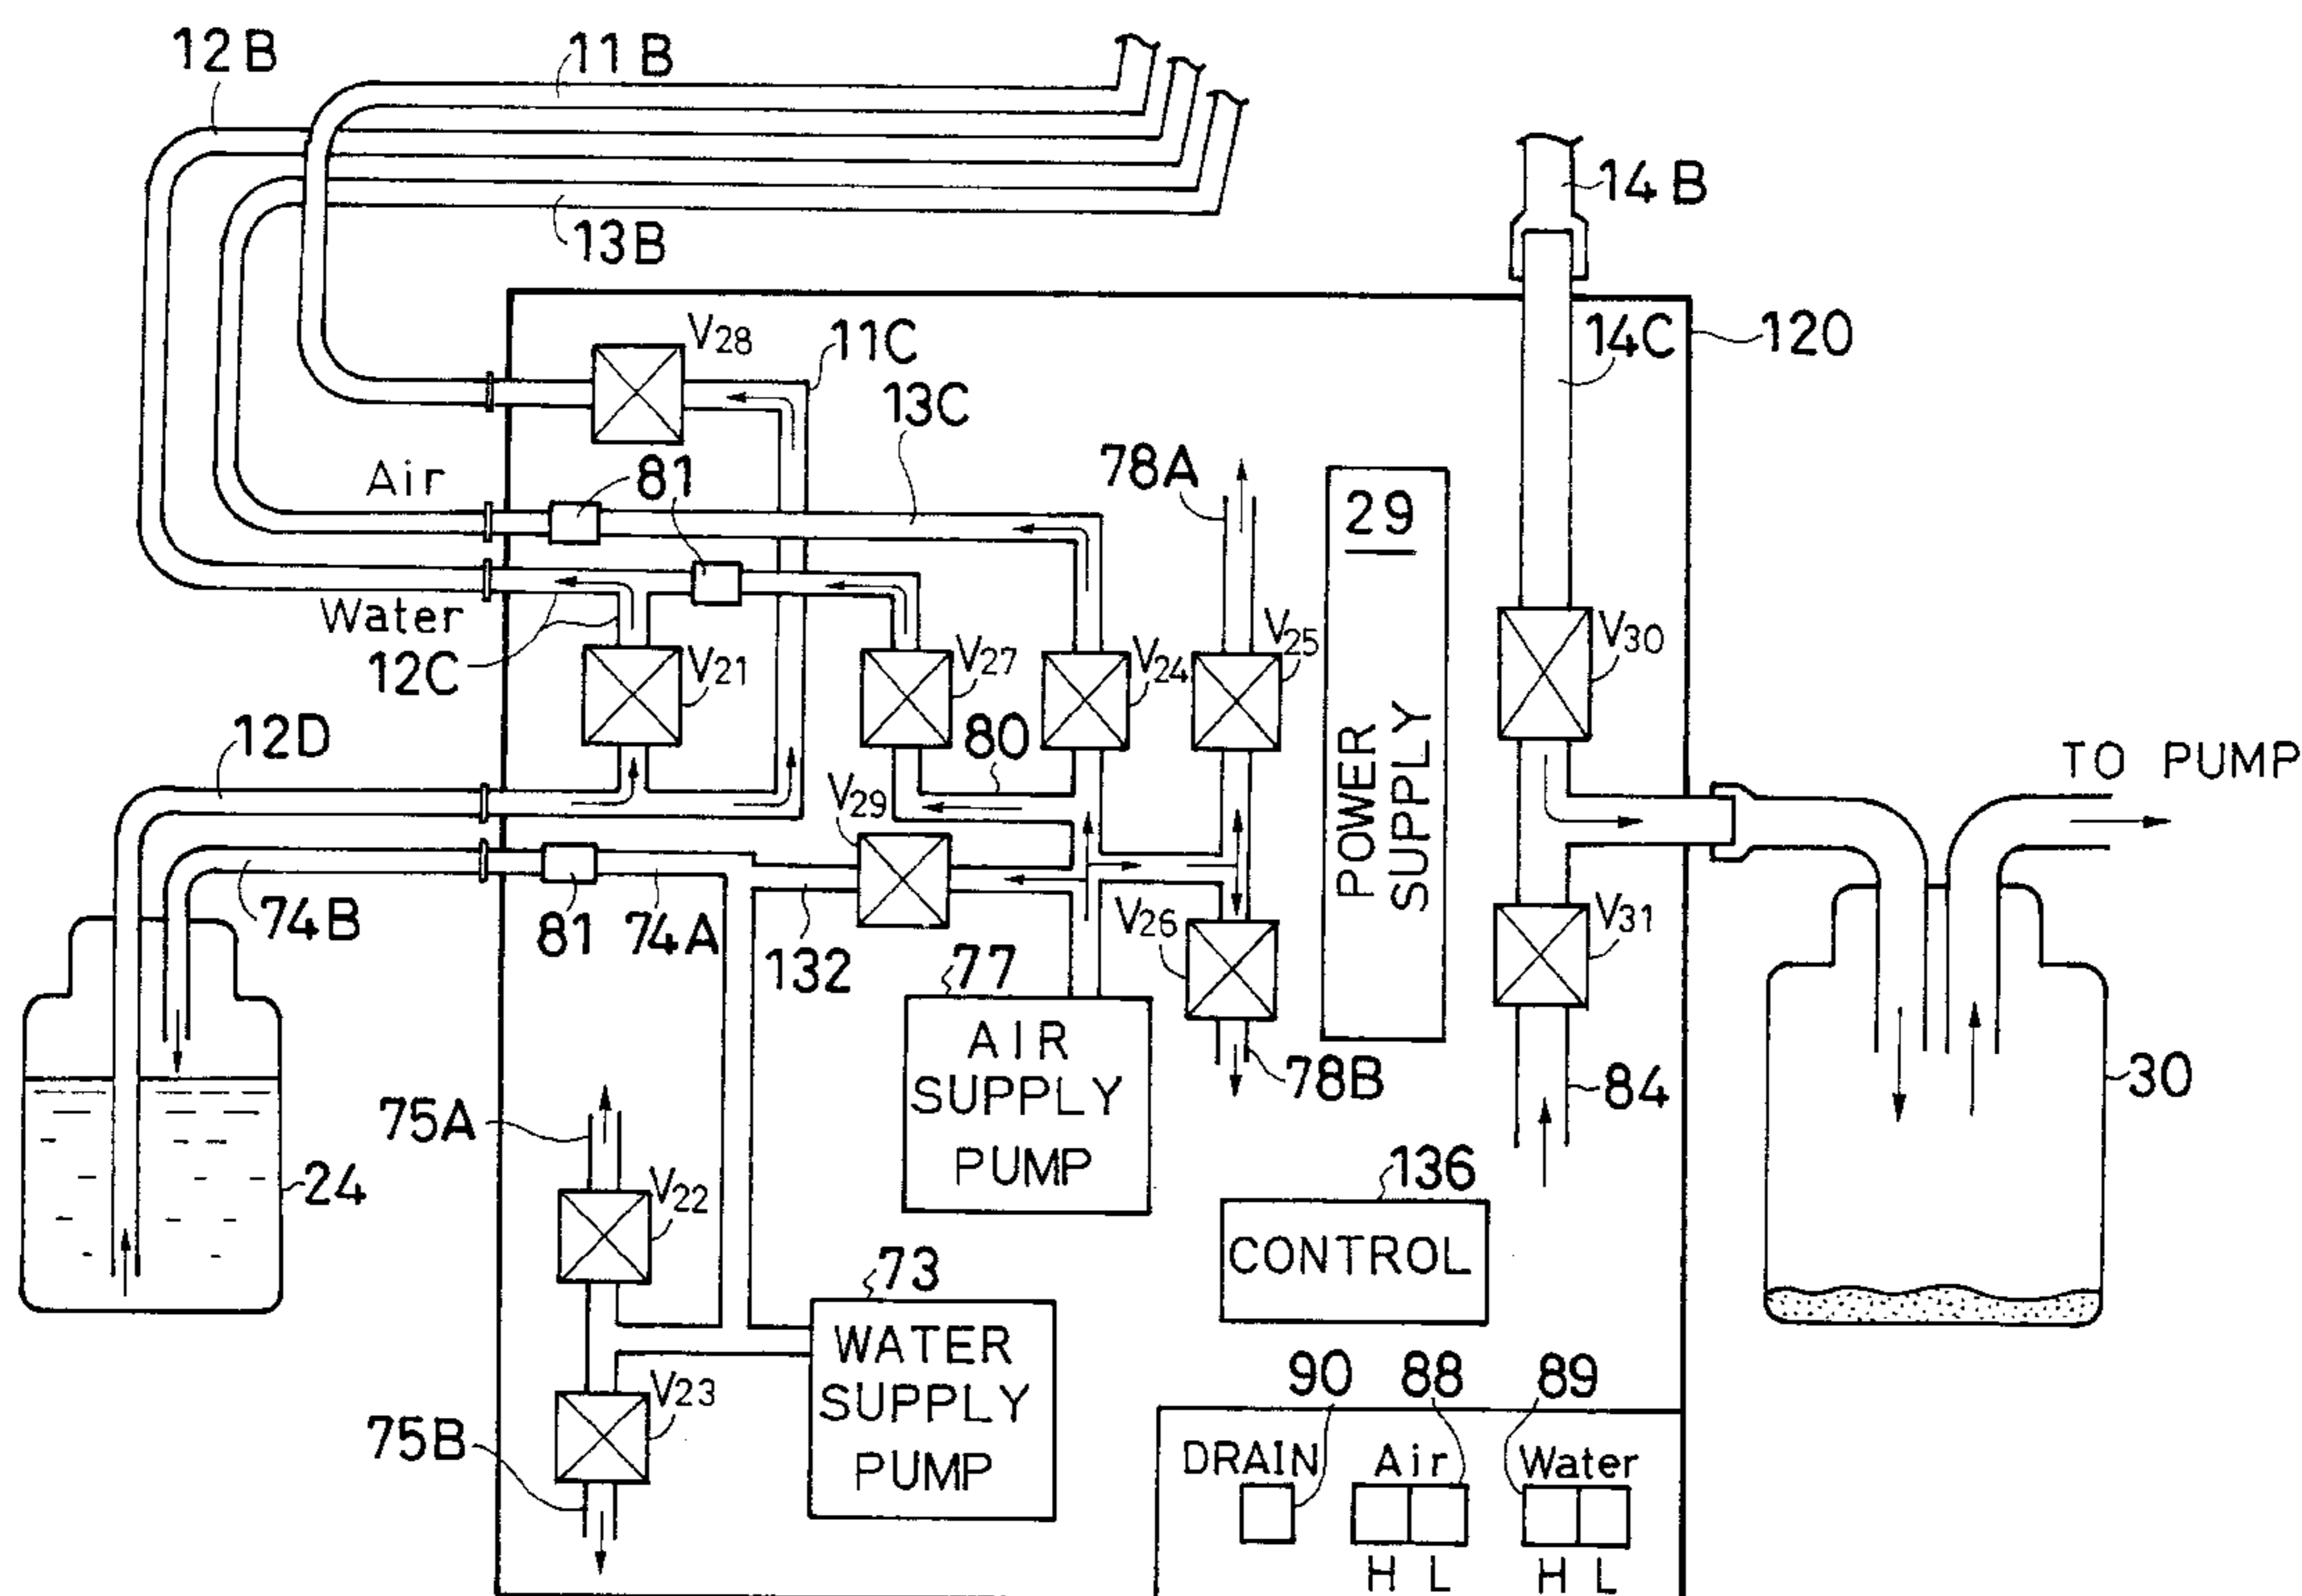 12B
11B
14B
13B
V28
11C
14C
120
13C
Air
81
78A
29
Water
12C
V21
V27
V24
V25
V30
12D
80
TO PUMP
V29
POWER
SUPPLY
74B
81
74A
132
77
V26
V31
AIR
SUPPLY
PUMP
78B
84
30
75A
24
V22
136
CONTROL
73
WATER
SUPPLY
PUMP
90
88
89
V23
75B
DRAIN
Air
Water
H L
H L